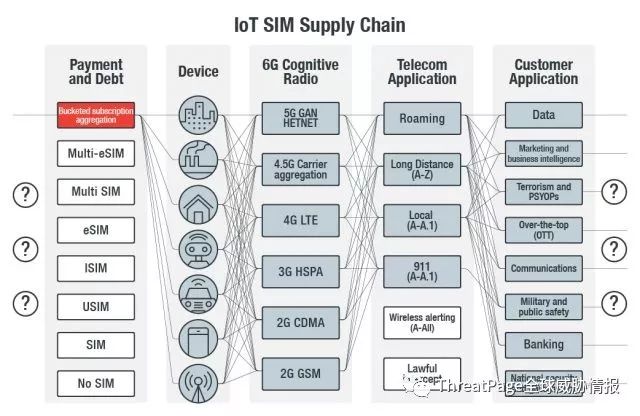 IoT SIM Supply Chain
Payment
and Debt
Bucketed subscription
aggregation
Multi-eSIM
Multi SIM
eSIM
ISIM
USIM
SIM
No SIM
?
?
?
Device
6G Cognitive
Radio
5G GAN
HETNET
4.5G Carrier
aggregation
4G LTE
3G HSPA
2G CDMA
2G GSM
Telecom
Application
Roaming
Long Distance
(A-Z)
Local
(A-A.1)
911
(A-A.1)
Wireless alerting
(A-All)
Lawful
Customer
Application
Data
Marketing and
business intelligence
Terrorism and
PSYOPs
Over-the-top
(OTT)
Communications
Military and
public safety
Banking
National security
?
?
?
ThreatPage全球威胁情报